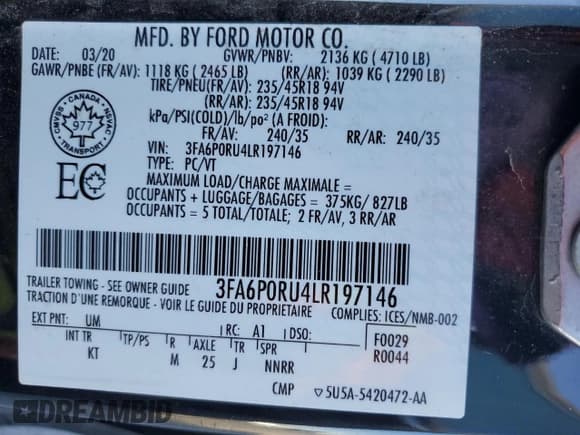 MFD. BY FORD MOTOR CO.
DATE: 03/20 GVWR/PNBV: 2136 KG ( 4710 LB)
GAWR/PNBE (FR/AV): 1118 KG ( 2465 LB) (RR/AR): 1039 KG ( 2290 LB)
TIRE/PNEU(FR/AV): 235/45R18 94V
(RR/AR): 235/45R18 94V
kPa/PSI(COLD)/lb/po² (A FROID):
FR/AV: 240/35 RR/AR: 240/35
VIN: 3FA6P0RU4LR197146
TYPE: PC/VT
MAXIMUM LOAD/CHARGE MAXIMALE =
OCCUPANTS + LUGGAGE/BAGAGES = 375KG/ 827LB
OCCUPANTS = 5 TOTAL/TOTALE; 2 FR/AV, 3 RR/AR
CANADA
CMVSS NSVAC
977
TRANSPORT
EC
3FA6P0RU4LR197146
TRAILER TOWING - SEE OWNER GUIDE
TRACTION D'UNE REMORQUE - VOIR LE GUIDE DU PROPRIETAIRE
COMPLIES: ICES/NMB-002
EXT PNT: UM RC: A1 DSO: F0029
INT TR TP/PS R AXLE TR SPR R0044
KT M 25 J NNRR
CMP ▽5U5A-5420472-AA
DREAMBID